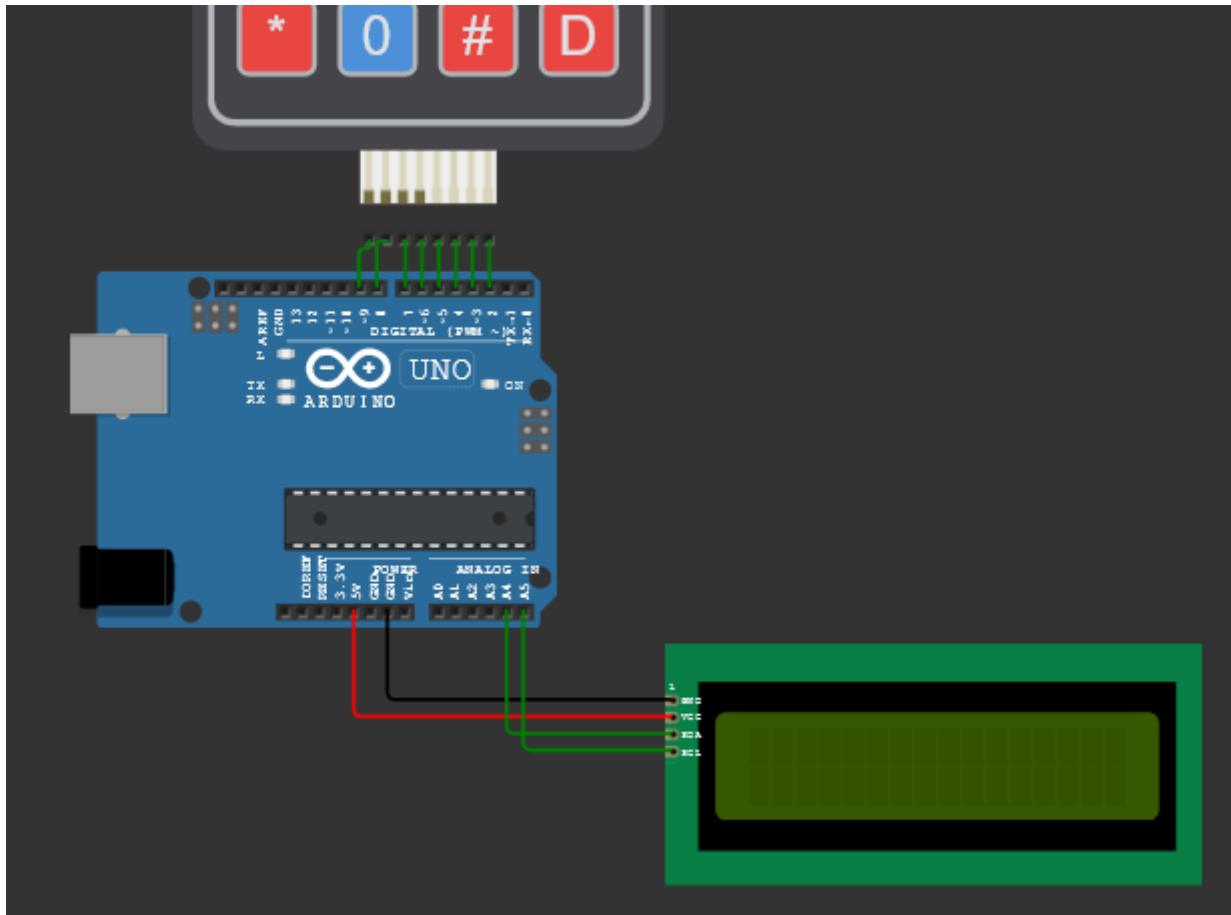 * 0 # D
AREF
GND
13
12
~11
~10
~9
8
7
~6
~5
4
~3
2
TX→1
RX←0
DIGITAL (PWM ~)
TX
RX
UNO
ON
ARDUINO
IOREF
RESET
3.3V
5V
GND
GND
Vin
POWER
ANALOG IN
A0
A1
A2
A3
A4
A5
1
GND
VCC
SDA
SCL